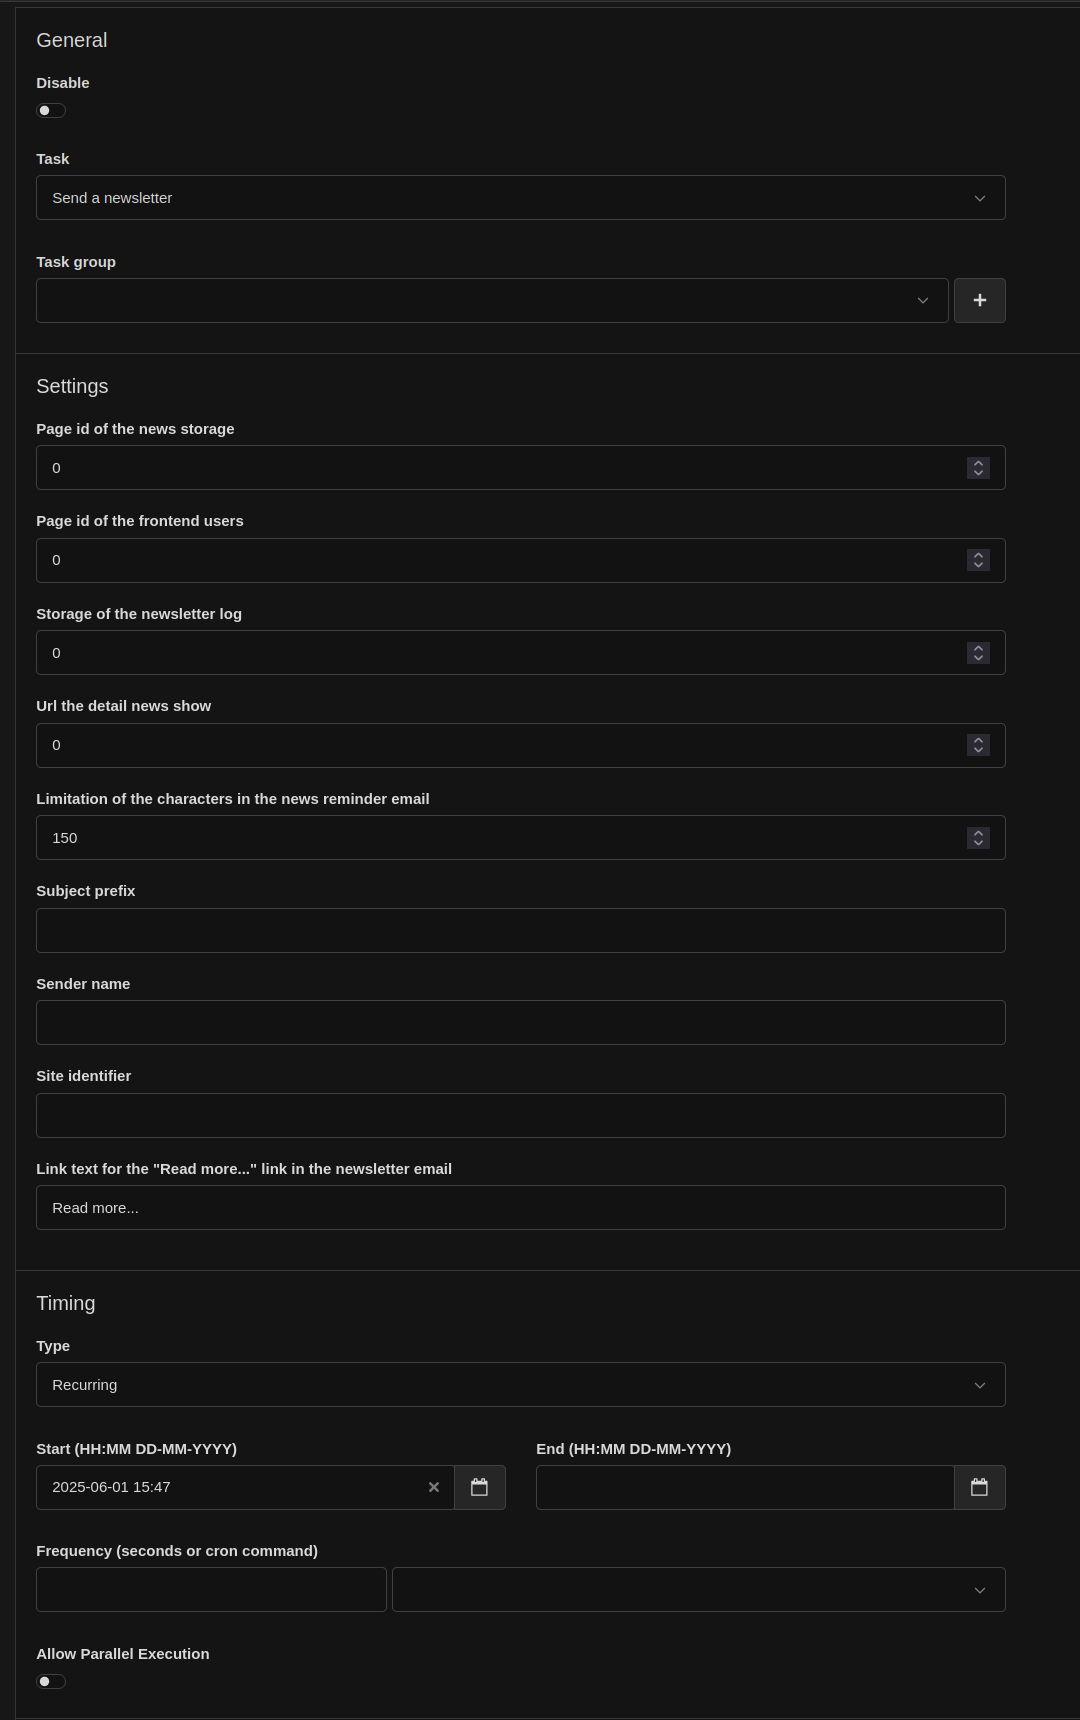 General
Disable
Task
Send a newsletter
Task group
Settings
Page id of the news storage
0
Page id of the frontend users
0
Storage of the newsletter log
0
Url the detail news show
0
Limitation of the characters in the news reminder email
150
Subject prefix
Sender name
Site identifier
Link text for the "Read more..." link in the newsletter email
Read more...
Timing
Type
Recurring
Start (HH:MM DD-MM-YYYY) End (HH:MM DD-MM-YYYY)
2025-06-01 15:47
Frequency (seconds or cron command)
Allow Parallel Execution